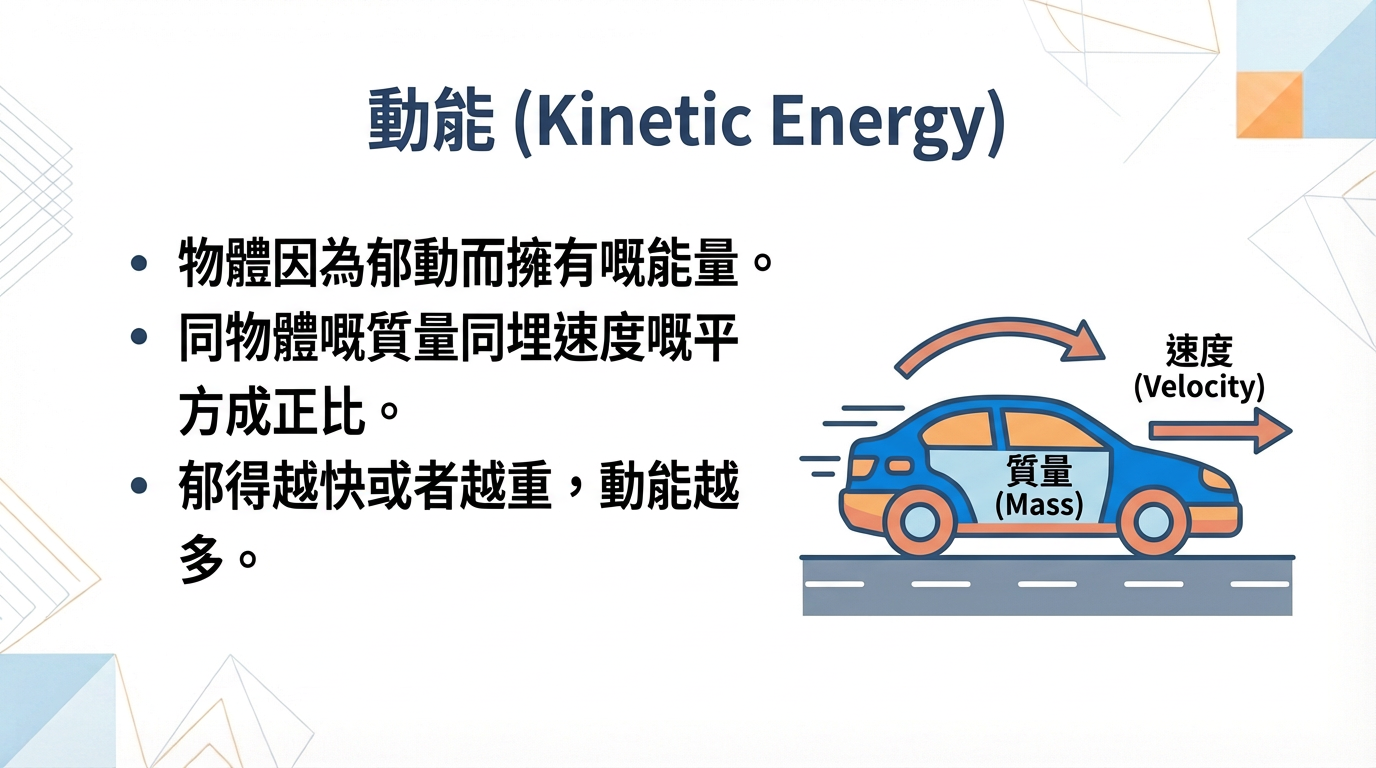 動能 (Kinetic Energy)
• 物體因為郁動而擁有嘅能量。
• 同物體嘅質量同埋速度嘅平
方成正比。
• 郁得越快或者越重，動能越
多。
速度
(Velocity)
質量
(Mass)